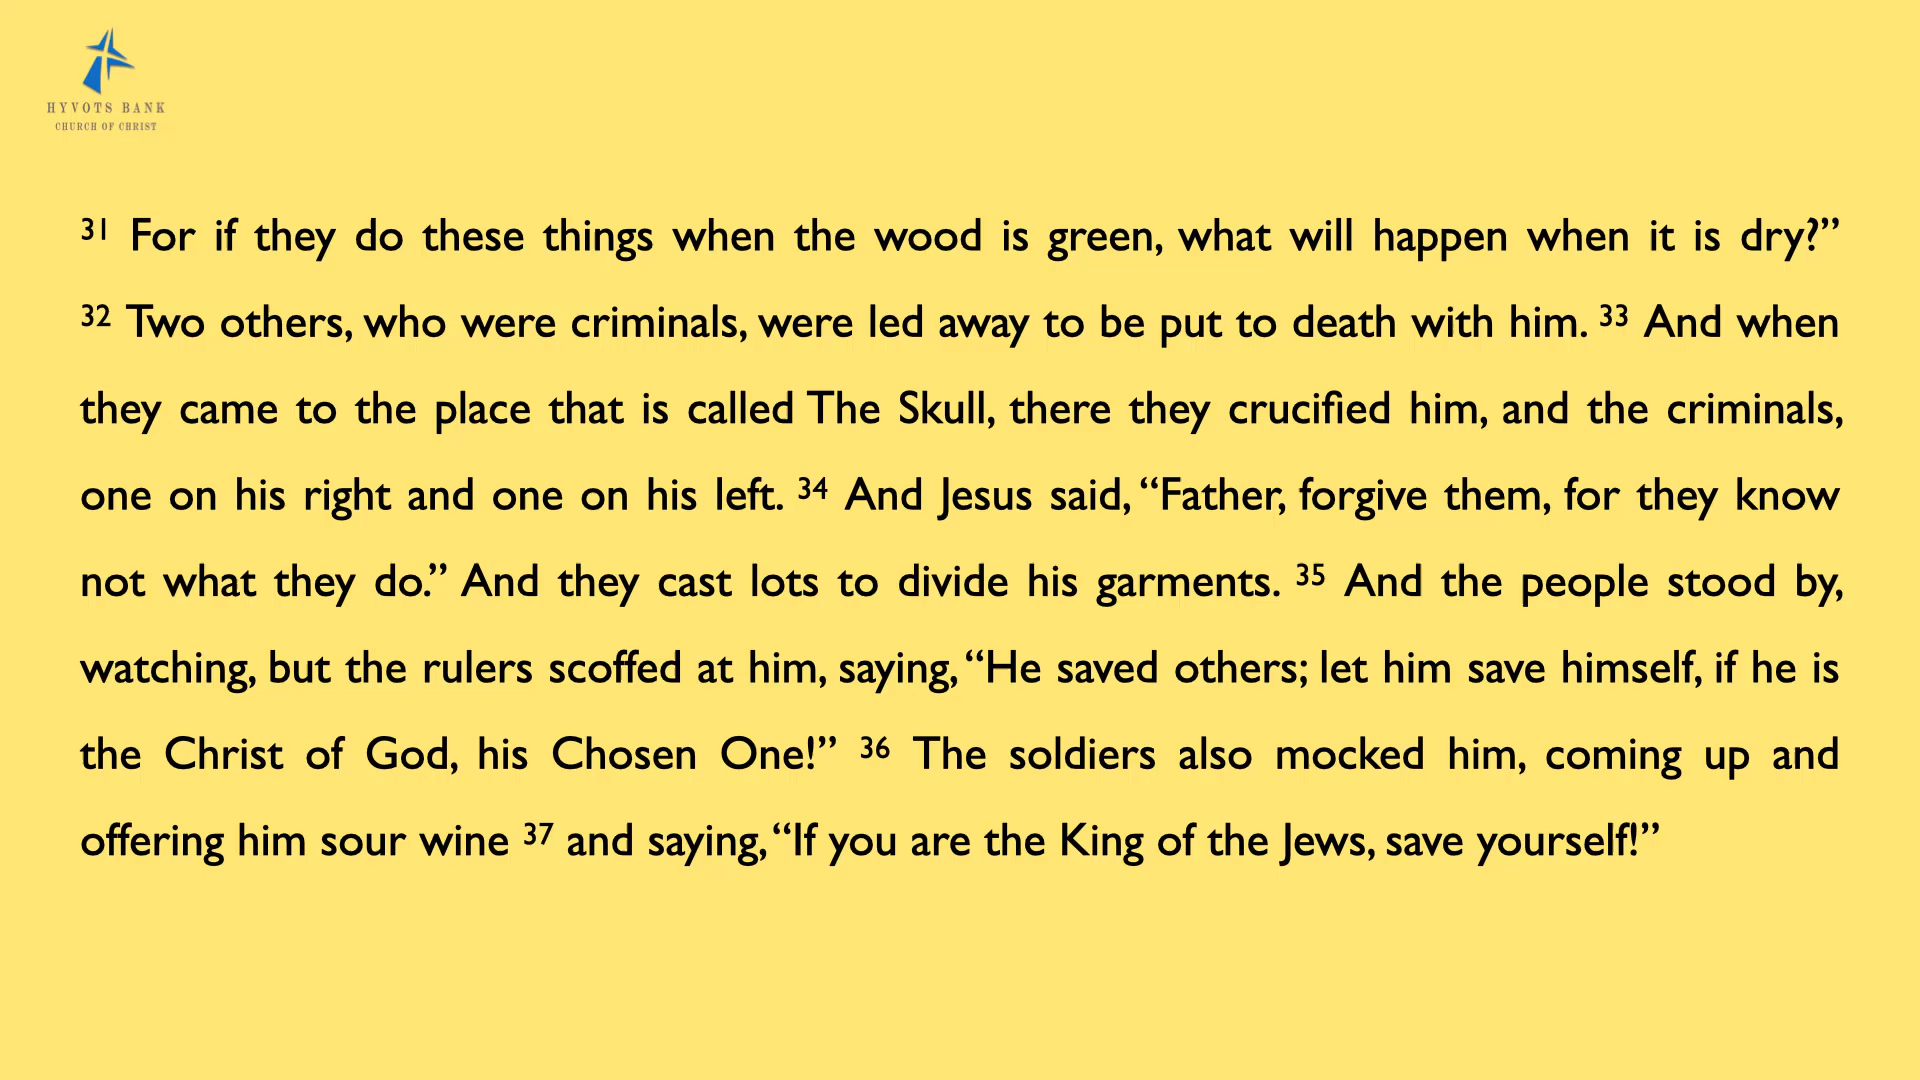 HYVOTS BANK
CHURCH OF CHRIST
31 For if they do these things when the wood is green, what will happen when it is dry?”
32 Two others, who were criminals, were led away to be put to death with him. 33 And when
they came to the place that is called The Skull, there they crucified him, and the criminals,
one on his right and one on his left. 34 And Jesus said, “Father, forgive them, for they know
not what they do.” And they cast lots to divide his garments. 35 And the people stood by,
watching, but the rulers scoffed at him, saying, “He saved others; let him save himself, if he is
the Christ of God, his Chosen One!” 36 The soldiers also mocked him, coming up and
offering him sour wine 37 and saying, “If you are the King of the Jews, save yourself!”